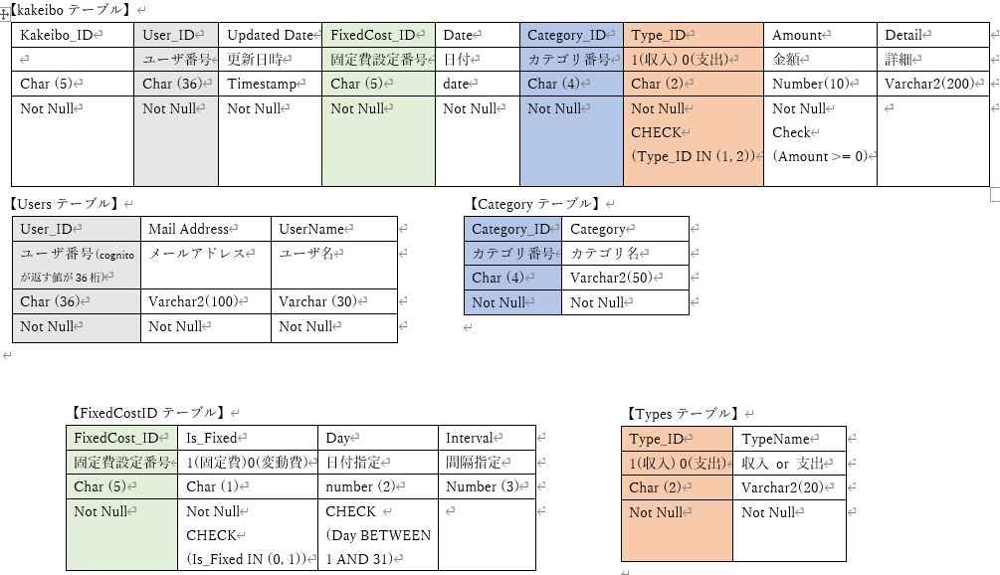 【kakeibo テーブル】
Kakeibo_ID User_ID Updated Date FixedCost_ID Date Category_ID Type_ID Amount Detail
ユーザ番号 更新日時 固定費設定番号 日付 カテゴリ番号 1(収入) 0(支出) 金額 詳細
Char (5) Char (36) Timestamp Char (5) date Char (4) Char (2) Number(10) Varchar2(200)
Not Null Not Null Not Null Not Null Not Null Not Null Not Null Not Null
CHECK Check
(Type_ID IN (1, 2)) (Amount >= 0)
【Users テーブル】 【Category テーブル】
User_ID Mail Address UserName Category_ID Category
ユーザ番号(cognito メールアドレス ユーザ名 カテゴリ番号 カテゴリ名
が返す値が 36 桁) Char (4) Varchar2(50)
Char (36) Varchar2(100) Varchar (30) Not Null Not Null
Not Null Not Null Not Null
【FixedCostID テーブル】 【Types テーブル】
FixedCost_ID Is_Fixed Day Interval Type_ID TypeName
固定費設定番号 1(固定費)0(変動費) 日付指定 間隔指定 1(収入) 0(支出) 収入 or 支出
Char (5) Char (1) number (2) Number (3) Char (2) Varchar2(20)
Not Null Not Null CHECK Not Null Not Null
CHECK (Day BETWEEN
(Is_Fixed IN (0, 1)) 1 AND 31)